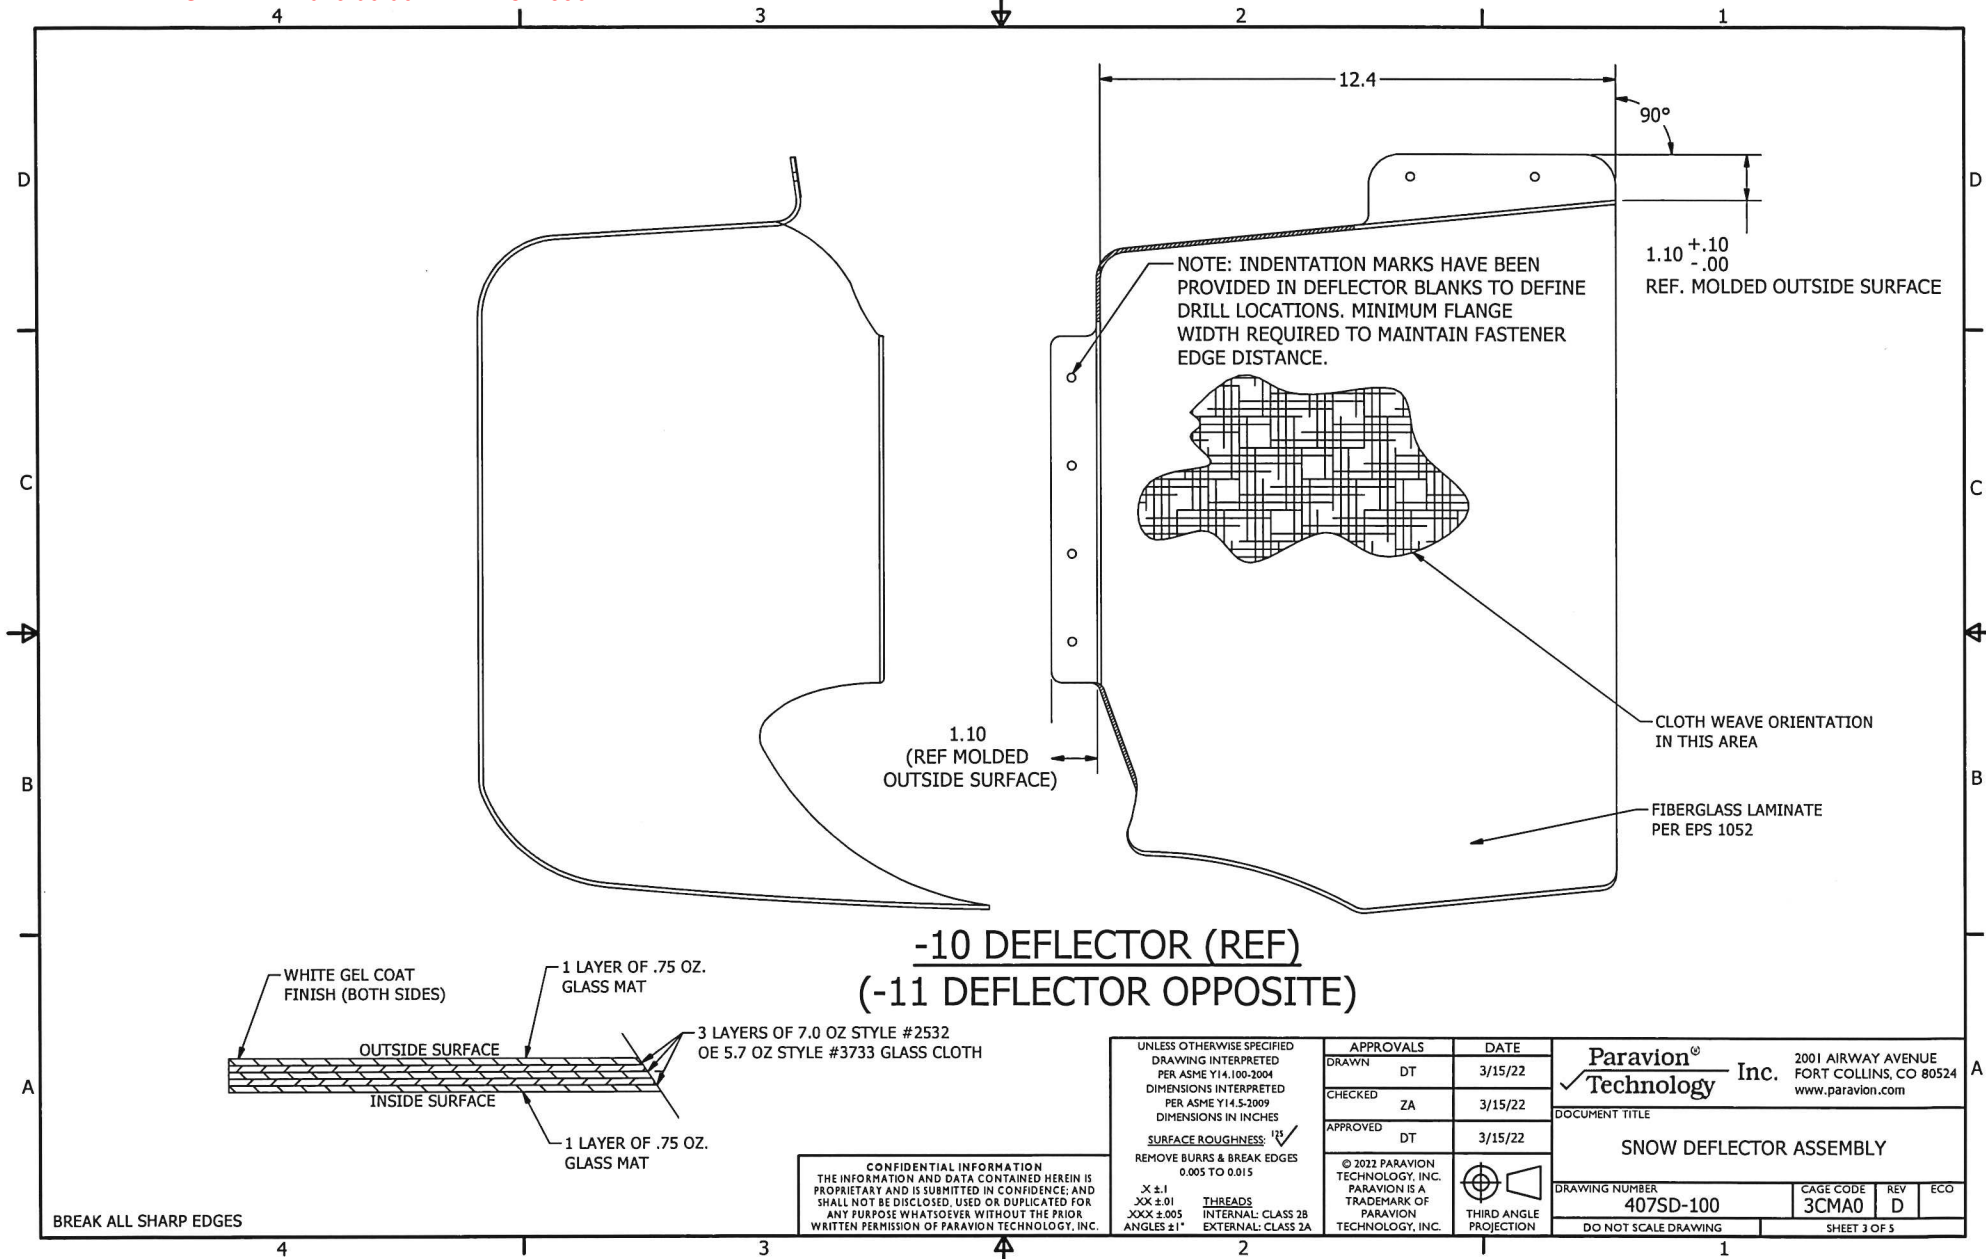 4 3 2 1
12.4
90°
D D
1.10 +.10
-.00
REF. MOLDED OUTSIDE SURFACE
NOTE: INDENTATION MARKS HAVE BEEN
PROVIDED IN DEFLECTOR BLANKS TO DEFINE
DRILL LOCATIONS. MINIMUM FLANGE
WIDTH REQUIRED TO MAINTAIN FASTENER
EDGE DISTANCE.
C C
CLOTH WEAVE ORIENTATION
IN THIS AREA
1.10
(REF MOLDED
OUTSIDE SURFACE)
B B
FIBERGLASS LAMINATE
PER EPS 1052
-10 DEFLECTOR (REF)
(-11 DEFLECTOR OPPOSITE)
WHITE GEL COAT
FINISH (BOTH SIDES)
1 LAYER OF .75 OZ.
GLASS MAT
3 LAYERS OF 7.0 OZ STYLE #2532
OE 5.7 OZ STYLE #3733 GLASS CLOTH
OUTSIDE SURFACE
INSIDE SURFACE
1 LAYER OF .75 OZ.
GLASS MAT
A A
BREAK ALL SHARP EDGES
CONFIDENTIAL INFORMATION
THE INFORMATION AND DATA CONTAINED HEREIN IS
PROPRIETARY AND IS SUBMITTED IN CONFIDENCE; AND
SHALL NOT BE DISCLOSED, USED OR DUPLICATED FOR
ANY PURPOSE WHATSOEVER WITHOUT THE PRIOR
WRITTEN PERMISSION OF PARAVION TECHNOLOGY, INC.
UNLESS OTHERWISE SPECIFIED
DRAWING INTERPRETED
PER ASME Y14.100-2004
DIMENSIONS INTERPRETED
PER ASME Y14.5-2009
DIMENSIONS IN INCHES
SURFACE ROUGHNESS: 125
REMOVE BURRS & BREAK EDGES
0.005 TO 0.015
.X ±.1
.XX ±.01
.XXX ±.005
ANGLES ±1°
THREADS
INTERNAL: CLASS 2B
EXTERNAL: CLASS 2A
APPROVALS DATE
DRAWN DT 3/15/22
CHECKED ZA 3/15/22
APPROVED DT 3/15/22
© 2022 PARAVION
TECHNOLOGY, INC.
PARAVION IS A
TRADEMARK OF
PARAVION
TECHNOLOGY, INC.
THIRD ANGLE
PROJECTION
Paravion®
Technology Inc.
2001 AIRWAY AVENUE
FORT COLLINS, CO 80524
www.paravion.com
DOCUMENT TITLE
SNOW DEFLECTOR ASSEMBLY
DRAWING NUMBER
407SD-100
CAGE CODE
3CMA0
REV
D
ECO
DO NOT SCALE DRAWING
SHEET 3 OF 5
4 3 2 1